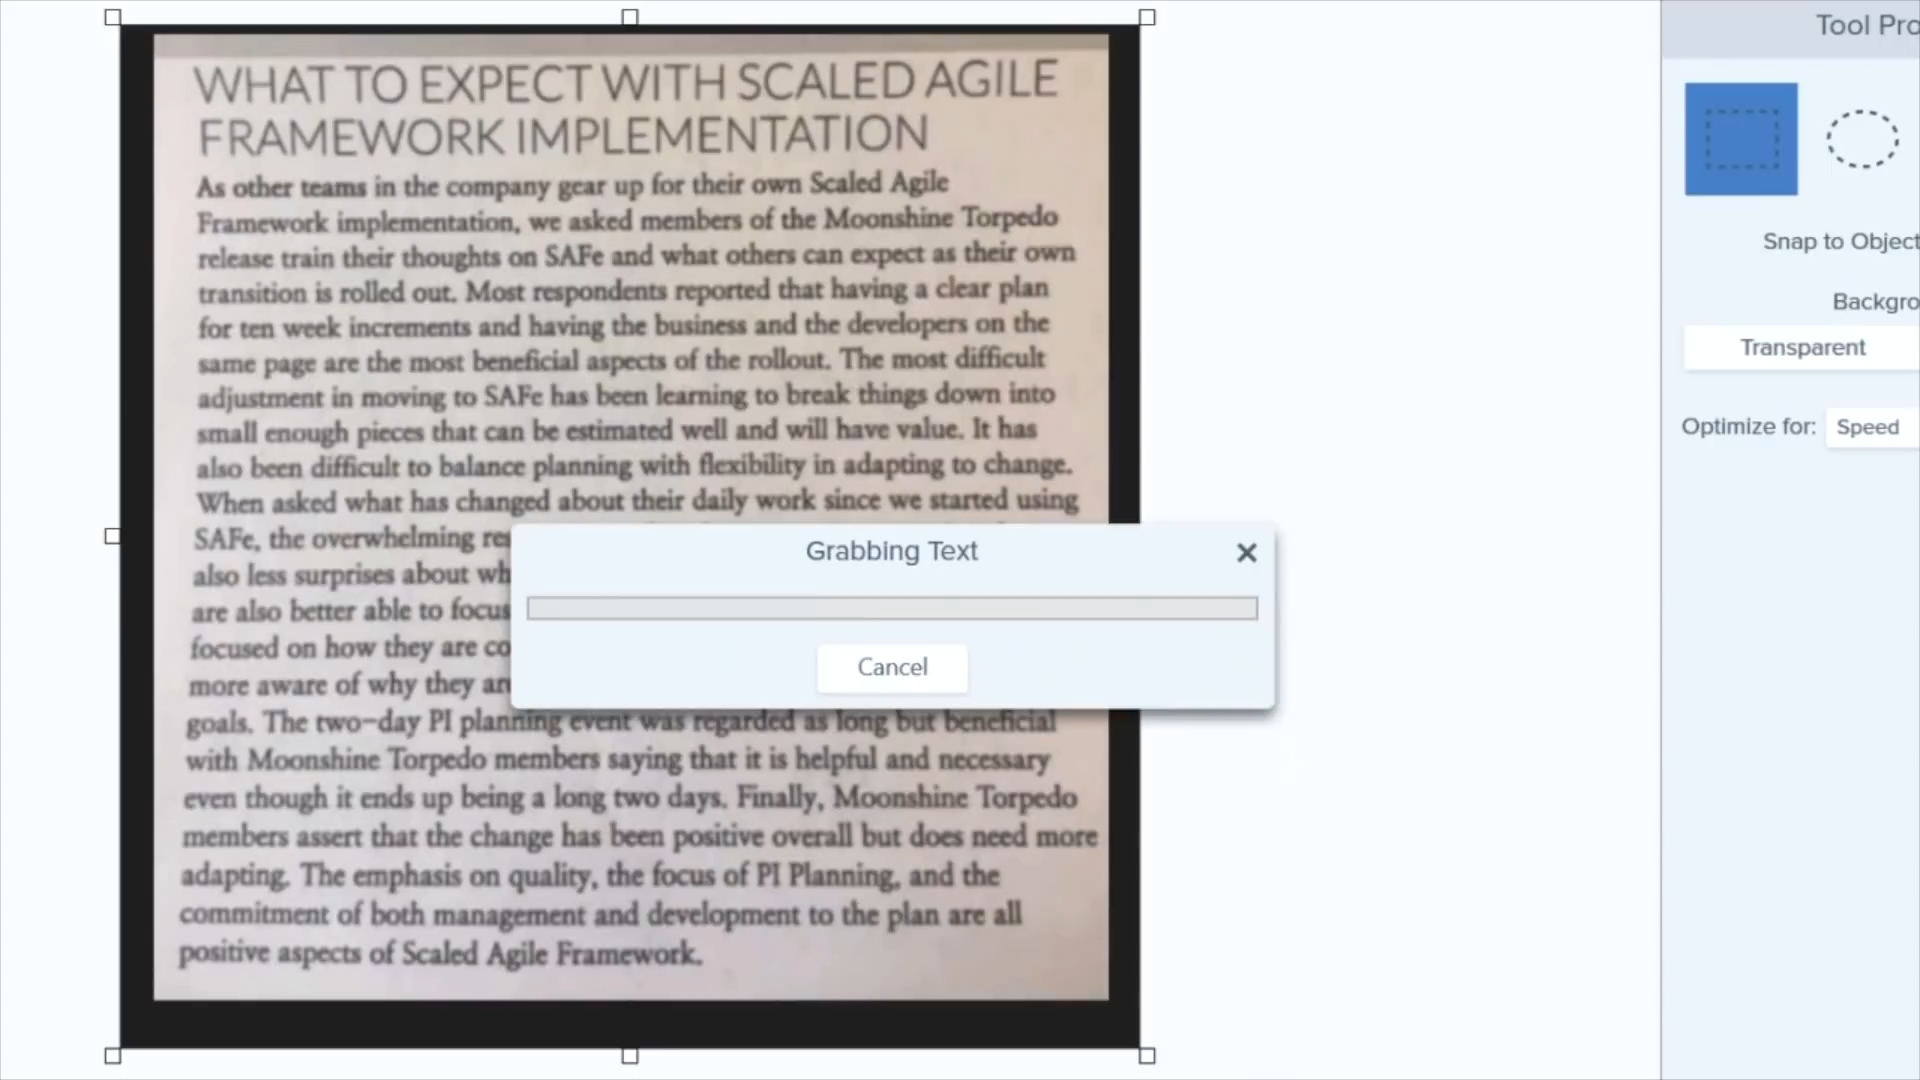 WHAT TO EXPECT WITH SCALED AGILE
FRAMEWORK IMPLEMENTATION
As other teams in the company gear up for their own Scaled Agile
Framework implementation, we asked members of the Moonshine Torpedo
release train their thoughts on SAFe and what others can expect as their own
transition is rolled out. Most respondents reported that having a clear plan
for ten week increments and having the business and the developers on the
same page are the most beneficial aspects of the rollout. The most difficult
adjustment in moving to SAFe has been learning to break things down into
small enough pieces that can be estimated well and will have value. It has
also been difficult to balance planning with flexibility in adapting to change.
When asked what has changed about their daily work since we started using
SAFe, the overwhelming res
also less surprises about wh
are also better able to focus
focused on how they are co
more aware of why they are
goals. The two-day PI planning event was regarded as long but beneficial
with Moonshine Torpedo members saying that it is helpful and necessary
even though it ends up being a long two days. Finally, Moonshine Torpedo
members assert that the change has been positive overall but does need more
adapting. The emphasis on quality, the focus of PI Planning, and the
commitment of both management and development to the plan are all
positive aspects of Scaled Agile Framework.
Grabbing Text
Cancel
Tool Pro
Snap to Object
Backgro
Transparent
Optimize for: Speed